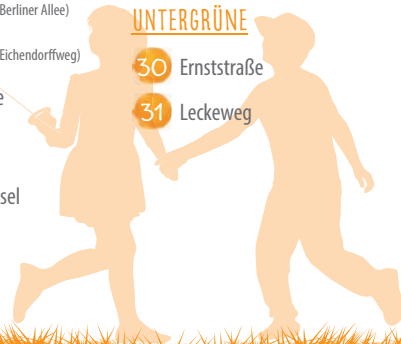 Berliner Allee)
Eichendorffweg)
e
sel
UNTERGRÜNE
30 Ernststraße
31 Leckeweg